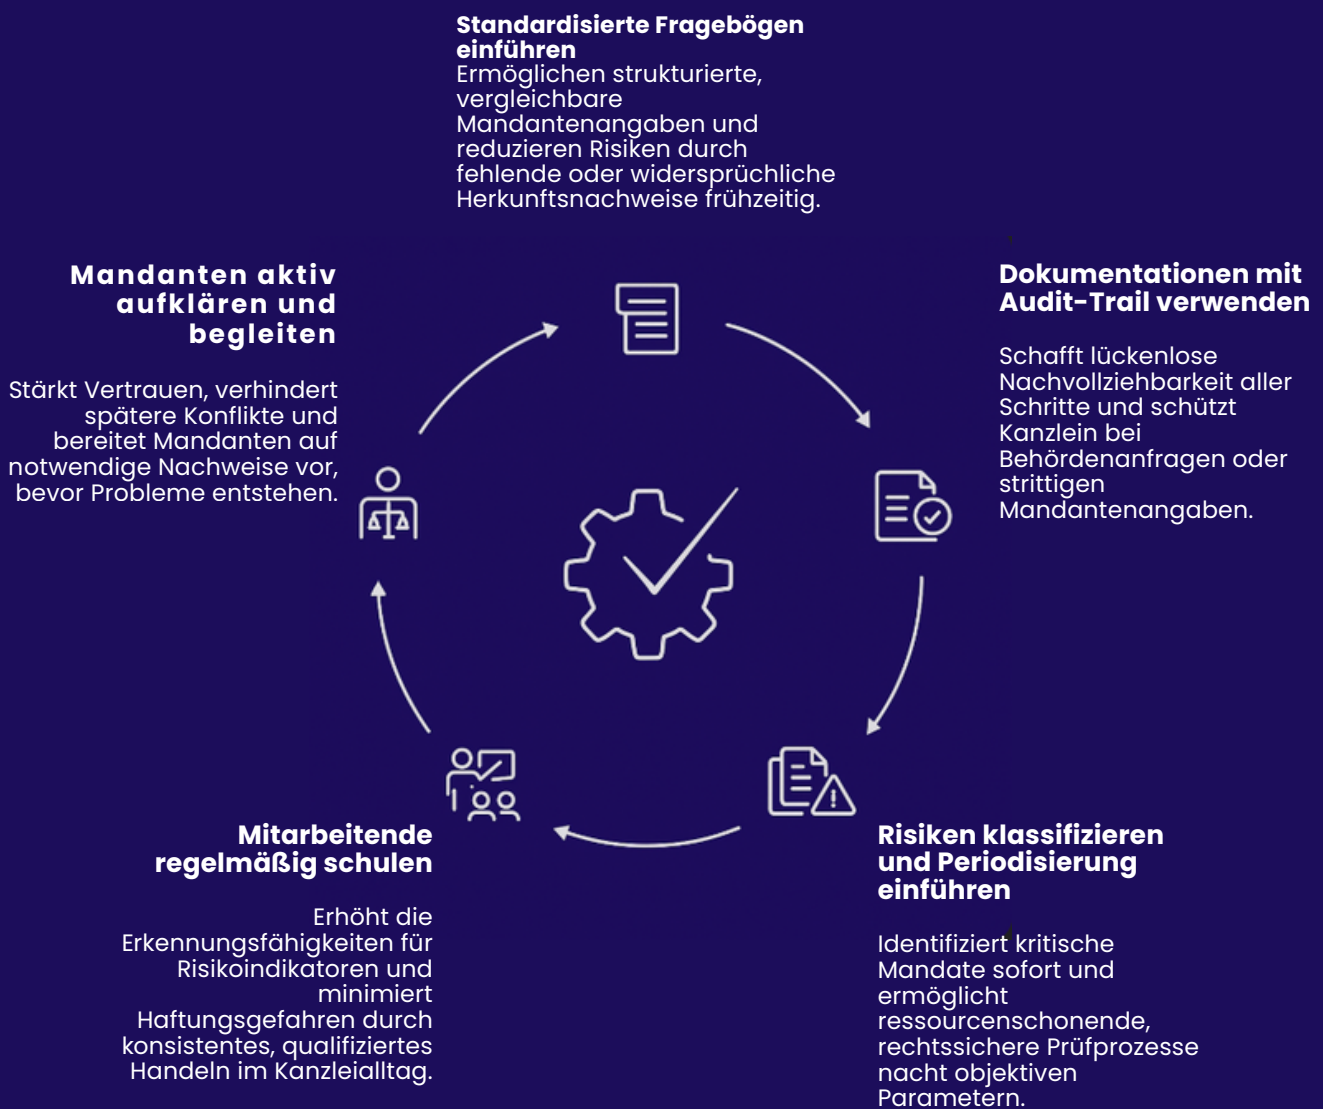 Standardisierte Fragebögen
einführen
Ermöglichen strukturierte,
vergleichbare
Mandantenangaben und
reduzieren Risiken durch
fehlende oder widersprüchliche
Herkunftsnachweise frühzeitig.
Dokumentationen mit
Audit-Trail verwenden
Schafft lückenlose
Nachvollziehbarkeit aller
Schritte und schützt
Kanzlein bei
Behördenanfragen oder
strittigen
Mandantenangaben.
Risiken klassifizieren
und Periodisierung
einführen
Identifiziert kritische
Mandate sofort und
ermöglicht
ressourcenschonende,
rechtssichere Prüfprozesse
nacht objektiven
Parametern.
Mitarbeitende
regelmäßig schulen
Erhöht die
Erkennungsfähigkeiten für
Risikoindikatoren und
minimiert
Haftungsgefahren durch
konsistentes, qualifiziertes
Handeln im Kanzleialltag.
Mandanten aktiv
aufklären und
begleiten
Stärkt Vertrauen, verhindert
spätere Konflikte und
bereitet Mandanten auf
notwendige Nachweise vor,
bevor Probleme entstehen.